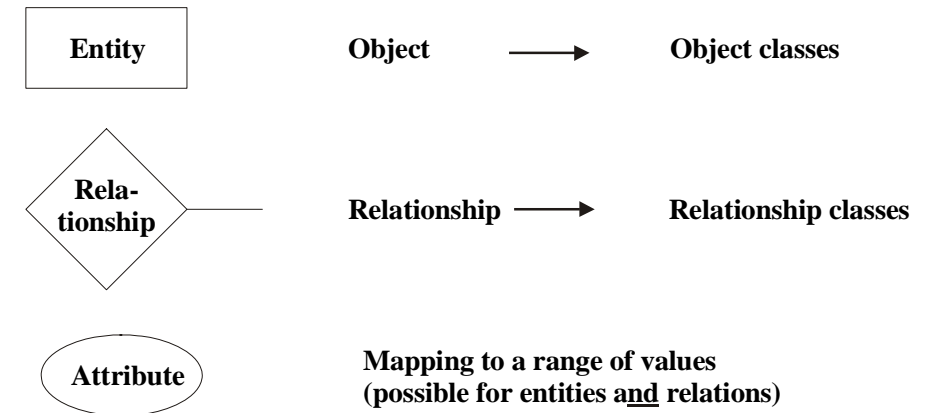 Entity
Object
Object classes
Rela-
tionship
Relationship
Relationship classes
Attribute
Mapping to a range of values
(possible for entities and relations)